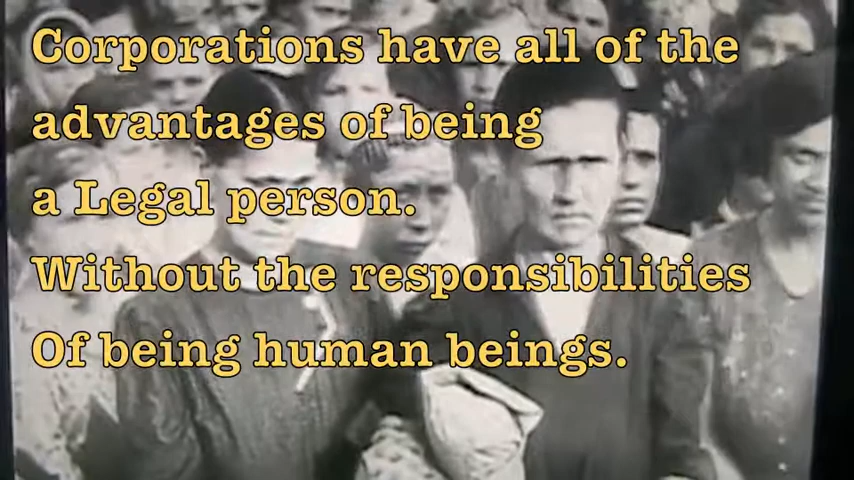 Corporations have all of the
advantages of being
a Legal person.
Without the responsibilities
Of being human beings.